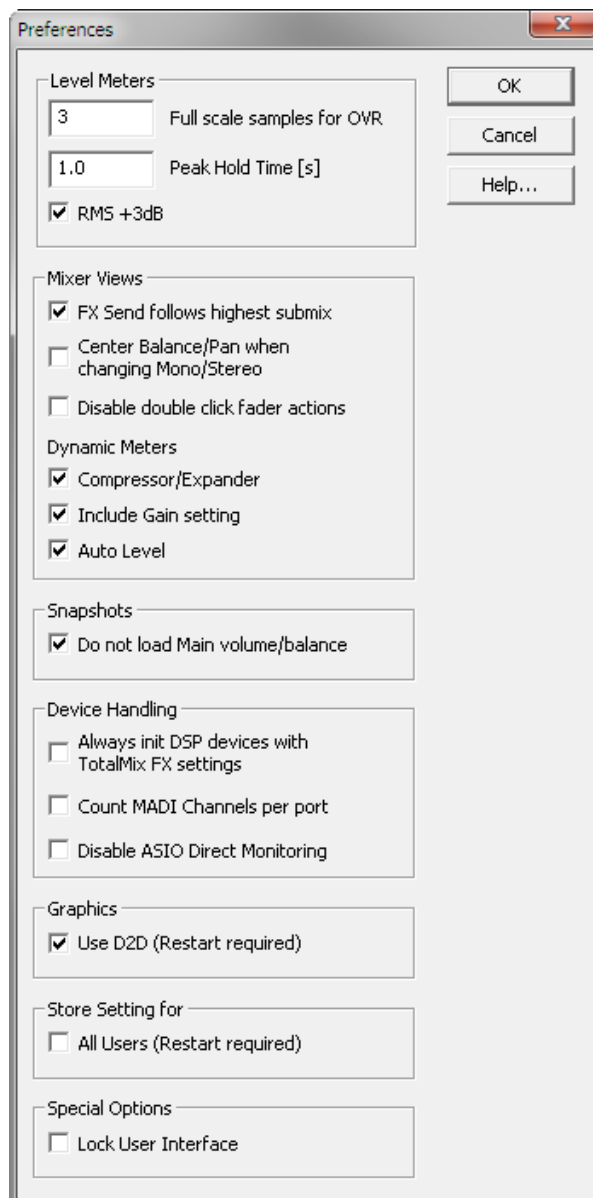 Preferences
Level Meters
3 Full scale samples for OVR
1.0 Peak Hold Time [s]
RMS +3dB
OK
Cancel
Help...
Mixer Views
FX Send follows highest submix
Center Balance/Pan when
changing Mono/Stereo
Disable double click fader actions
Dynamic Meters
Compressor/Expander
Include Gain setting
Auto Level
Snapshots
Do not load Main volume/balance
Device Handling
Always init DSP devices with
TotalMix FX settings
Count MADI Channels per port
Disable ASIO Direct Monitoring
Graphics
Use D2D (Restart required)
Store Setting for
All Users (Restart required)
Special Options
Lock User Interface